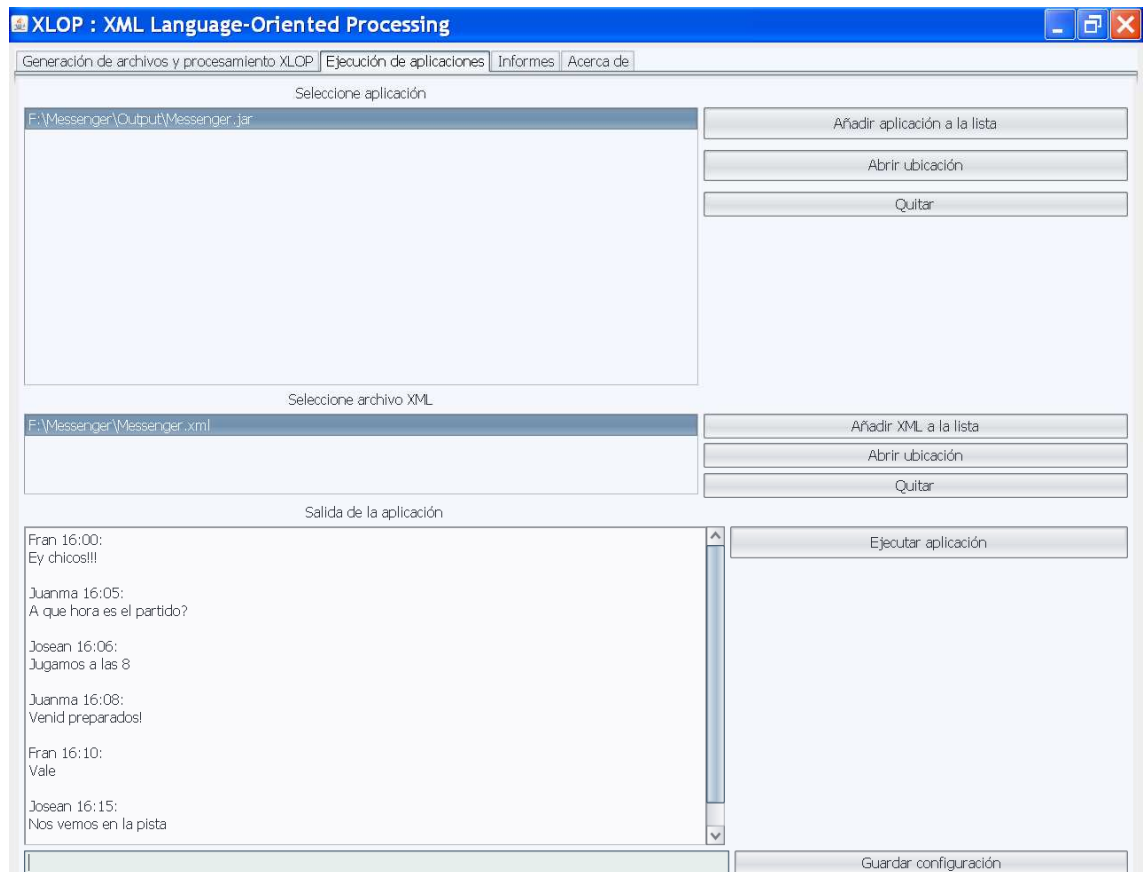 XLOP : XML Language-Oriented Processing
Generación de archivos y procesamiento XLOP Ejecución de aplicaciones Informes Acerca de
Seleccione aplicación
F:\Messenger\Output\Messenger.jar
Añadir aplicación a la lista
Abrir ubicación
Quitar
Seleccione archivo XML
F:\Messenger\Messenger.xml
Añadir XML a la lista
Abrir ubicación
Quitar
Salida de la aplicación
Fran 16:00:
Ey chicos!!!
Juanma 16:05:
A que hora es el partido?
Josean 16:06:
Jugamos a las 8
Juanma 16:08:
Venid preparados!
Fran 16:10:
Vale
Josean 16:15:
Nos vemos en la pista
Ejecutar aplicación
Guardar configuración